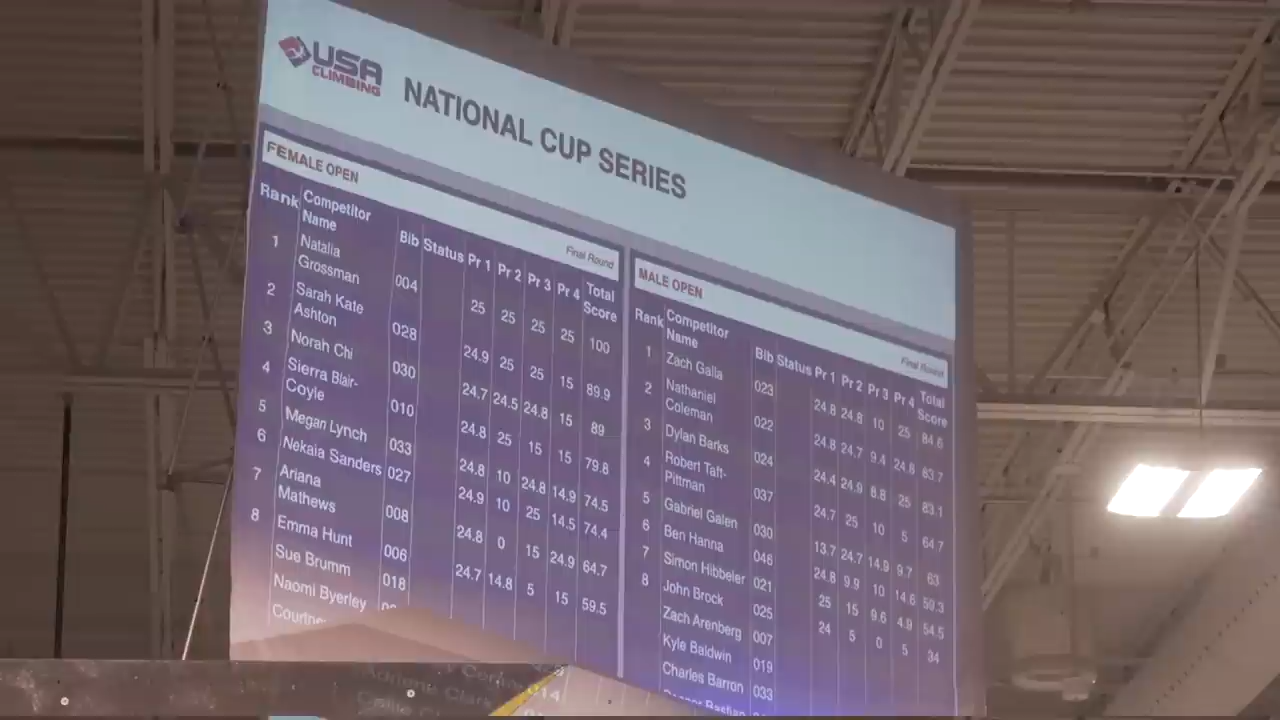 USA
CLIMBING
NATIONAL CUP SERIES
FEMALE OPEN
Final Round
Rank Competitor Name Bib Status Pr 1 Pr 2 Pr 3 Pr 4 Total Score
1 Natalia Grossman 004 25 25 25 25 100
2 Sarah Kate Ashton 028 24.9 25 25 15 89.9
3 Norah Chi 030 24.7 24.5 24.8 15 89
4 Sierra Blair-Coyle 010 24.8 25 15 15 79.8
5 Megan Lynch 033 24.8 10 24.8 14.9 74.5
6 Nekaia Sanders 027 24.9 10 25 14.5 74.4
7 Ariana Mathews 008 24.8 0 15 24.9 64.7
8 Emma Hunt 006 24.7 14.8 5 15 59.5
Sue Brumm 018
Naomi Byerley
MALE OPEN
Final Round
Rank Competitor Name Bib Status Pr 1 Pr 2 Pr 3 Pr 4 Total Score
1 Zach Galla 023 24.8 24.8 10 25 84.6
2 Nathaniel Coleman 022 24.8 24.7 9.4 24.8 83.7
3 Dylan Barks 024 24.4 24.9 8.8 25 83.1
4 Robert Taft-Pittman 037 24.7 25 10 5 64.7
5 Gabriel Galen 030 13.7 24.7 14.9 9.7 63
6 Ben Hanna 046 24.8 9.9 10 14.6 59.3
7 Simon Hibbeler 021 25 15 9.6 4.9 54.5
8 John Brock 025 24 5 0 5 34
Zach Arenberg 007
Kyle Baldwin 019
Charles Barron 033